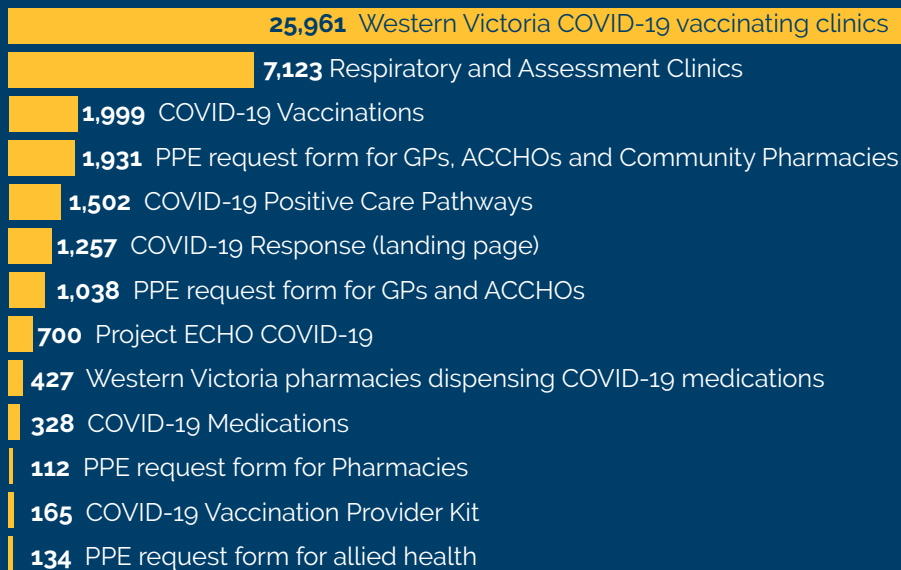 25,961 Western Victoria COVID-19 vaccinating clinics
7,123 Respiratory and Assessment Clinics
1,999 COVID-19 Vaccinations
1,931 PPE request form for GPs, ACCHOs and Community Pharmacies
1,502 COVID-19 Positive Care Pathways
1,257 COVID-19 Response (landing page)
1,038 PPE request form for GPs and ACCHOs
700 Project ECHO COVID-19
427 Western Victoria pharmacies dispensing COVID-19 medications
328 COVID-19 Medications
112 PPE request form for Pharmacies
165 COVID-19 Vaccination Provider Kit
134 PPE request form for allied health